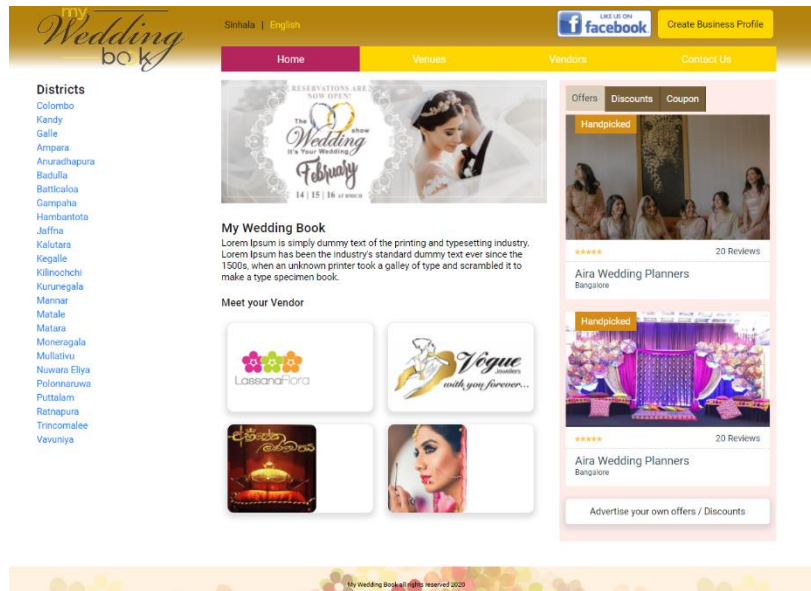 my
Wedding
book
Sinhala | English
LIKE US ON
facebook
Create Business Profile
Home
Venues
Vendors
Contact Us
Districts
Colombo
Kandy
Galle
Ampara
Anuradhapura
Badulla
Batticaloa
Gampaha
Hambantota
Jaffna
Kalutara
Kegalle
Kilinochchi
Kurunegala
Mannar
Matale
Matara
Moneragala
Mullativu
Nuwara Eliya
Polonnaruwa
Puttalam
Ratnapura
Trincomalee
Vavuniya
RESERVATIONS ARE
NOW OPEN!
The
Wedding
show
It's Your Wedding
February
14 | 15 | 16
My Wedding Book
Lorem Ipsum is simply dummy text of the printing and typesetting industry.
Lorem Ipsum has been the industry's standard dummy text ever since the
1500s, when an unknown printer took a galley of type and scrambled it to
make a type specimen book.
Meet your Vendor
LassanaFlora
Vogue
Jewelers
with you forever...
Offers
Discounts
Coupon
Handpicked
20 Reviews
Aira Wedding Planners
Bangalore
Handpicked
20 Reviews
Aira Wedding Planners
Bangalore
Advertise your own offers / Discounts
My Wedding Book all rights reserved 2020